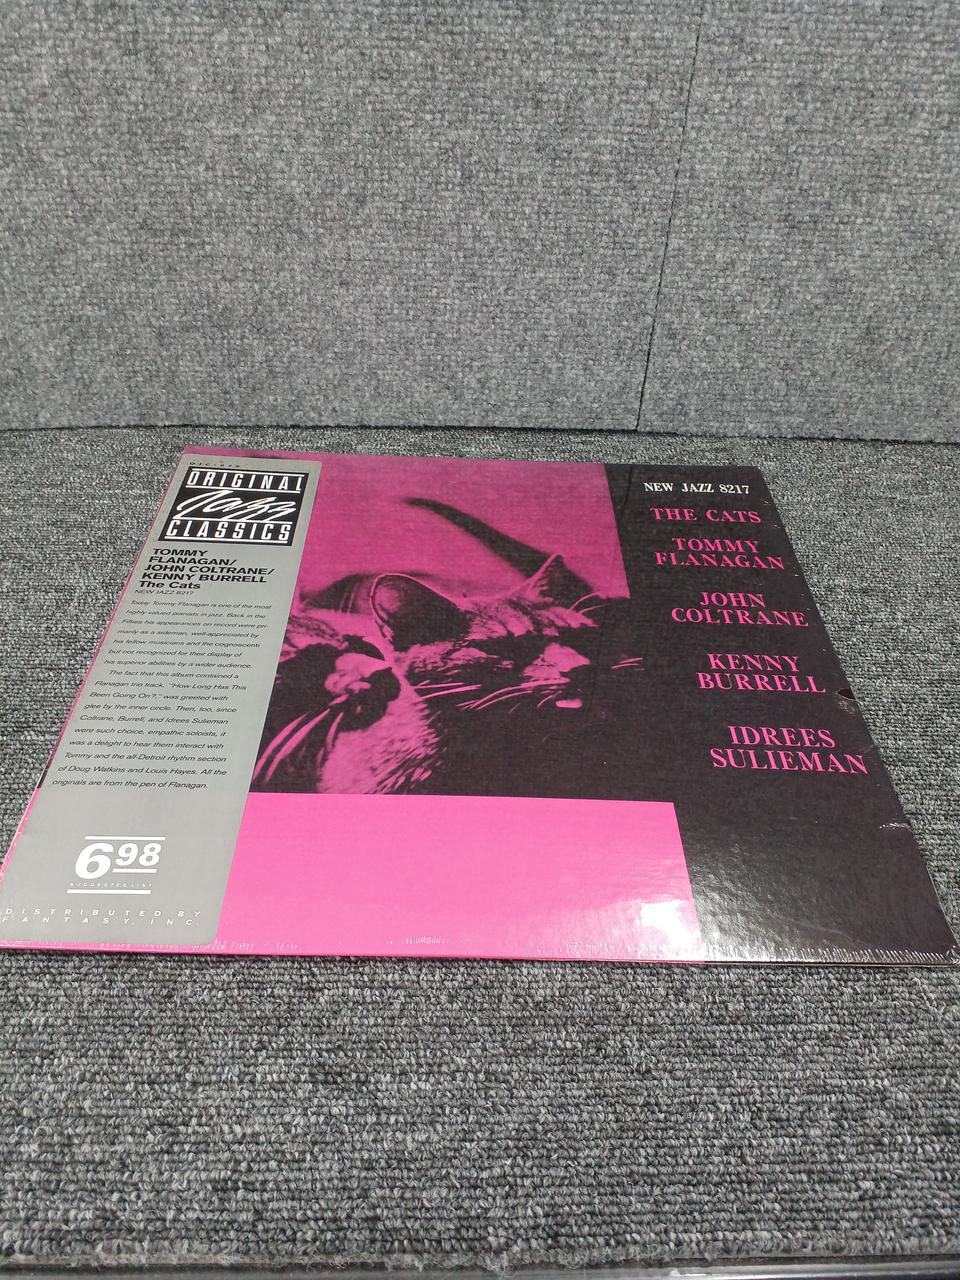 ORIGINAL
Jazz
CLASSICS
TOMMY
FLANAGAN/
JOHN COLTRANE/
KENNY BURRELL
The Cats
NEW JAZZ 8217
Today Tommy Flanagan is one of the most
highly valued pianists in jazz. Back in the
Fifties his appearances on record were pri-
marily as a sideman, well-appreciated by
his fellow musicians and the cognoscenti
but not recognized for their display of
his superior abilities by a wider audience.
The fact that this album contained a
Flanagan trio track, "How Long Has This
Been Going On?," was greeted with
glee by the inner circle. Then, too, since
Coltrane, Burrell, and Idrees Sulieman
were such choice, empathic soloists, it
was a delight to hear them interact with
Tommy and the all-Detroit rhythm section
of Doug Watkins and Louis Hayes. All the
originals are from the pen of Flanagan.
698
SUGGESTED LIST
DISTRIBUTED BY
FANTASY, INC
NEW JAZZ 8217
THE CATS
TOMMY
FLANAGAN
JOHN
COLTRANE
KENNY
BURRELL
IDREES
SULIEMAN